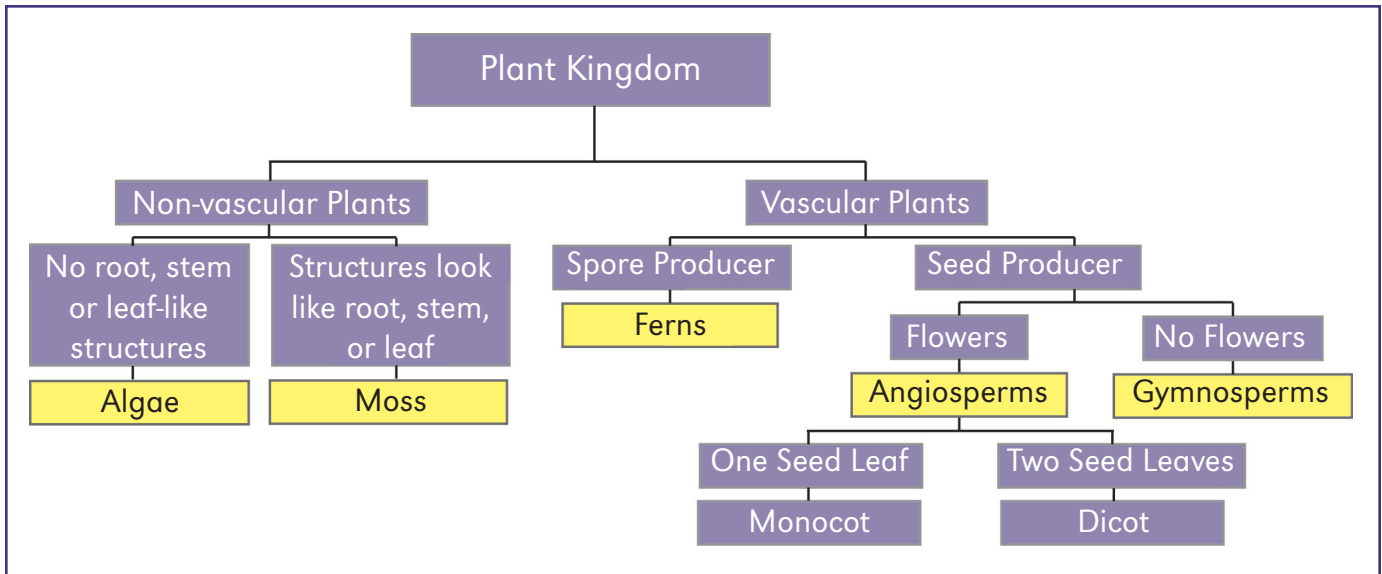 Plant Kingdom
Non-vascular Plants
Vascular Plants
No root, stem
or leaf-like
structures
Structures look
like root, stem,
or leaf
Spore Producer
Seed Producer
Algae
Moss
Ferns
Flowers
No Flowers
Angiosperms
Gymnosperms
One Seed Leaf
Two Seed Leaves
Monocot
Dicot